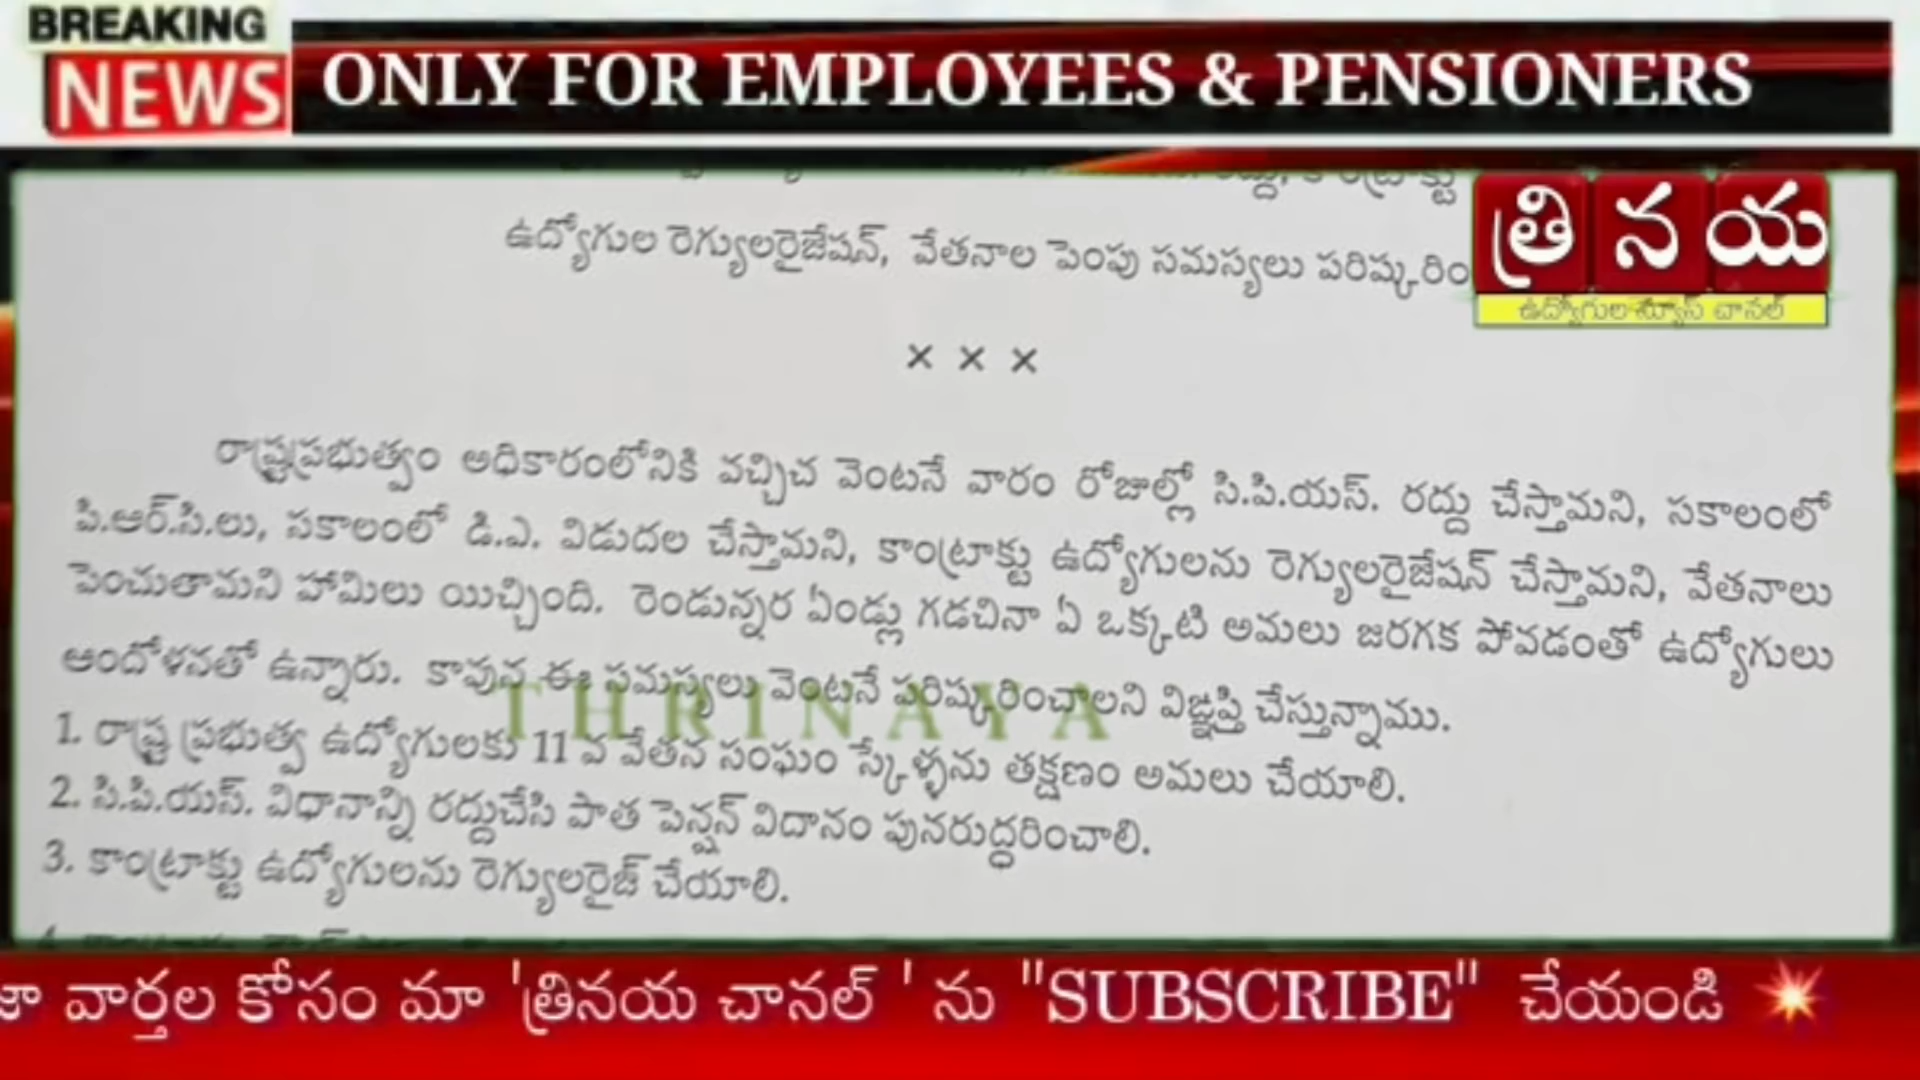 BREAKING
NEWS
ONLY FOR EMPLOYEES & PENSIONERS
త్రినయ
ఉద్యోగుల న్యూస్ చానల్
ఉద్యోగుల రెగ్యులరైజేషన్, వేతనాల పెంపు సమస్యలు పరిష్కరిం
× × ×
రాష్ట్రప్రభుత్వం అధికారంలోనికి వచ్చిచ వెంటనే వారం రోజుల్లో సి.పి.యస్. రద్దు చేస్తామని, సకాలంలో
పి.ఆర్.సి.లు, సకాలంలో డి.ఎ. విడుదల చేస్తామని, కాంట్రాక్టు ఉద్యోగులను రెగ్యులరైజేషన్ చేస్తామని, వేతనాలు
పెంచుతామని హామిలు యిచ్చింది. రెండున్నర ఏండ్లు గడచినా ఏ ఒక్కటి అమలు జరగక పోవడంతో ఉద్యోగులు
ఆందోళనతో ఉన్నారు. కావున ఈ సమస్యలు వెంటనే పరిష్కరించాలని విజ్ఞప్తి చేస్తున్నాము.
THRINAYA
1. రాష్ట్ర ప్రభుత్వ ఉద్యోగులకు 11 వ వేతన సంఘం స్కేళ్ళను తక్షణం అమలు చేయాలి.
2. సి.పి.యస్. విధానాన్ని రద్దుచేసి పాత పెన్షన్ విదానం పునరుద్ధరించాలి.
3. కాంట్రాక్టు ఉద్యోగులను రెగ్యులరైజ్ చేయాలి.
జా వార్తల కోసం మా 'త్రినయ చానల్ ' ను "SUBSCRIBE" చేయండి